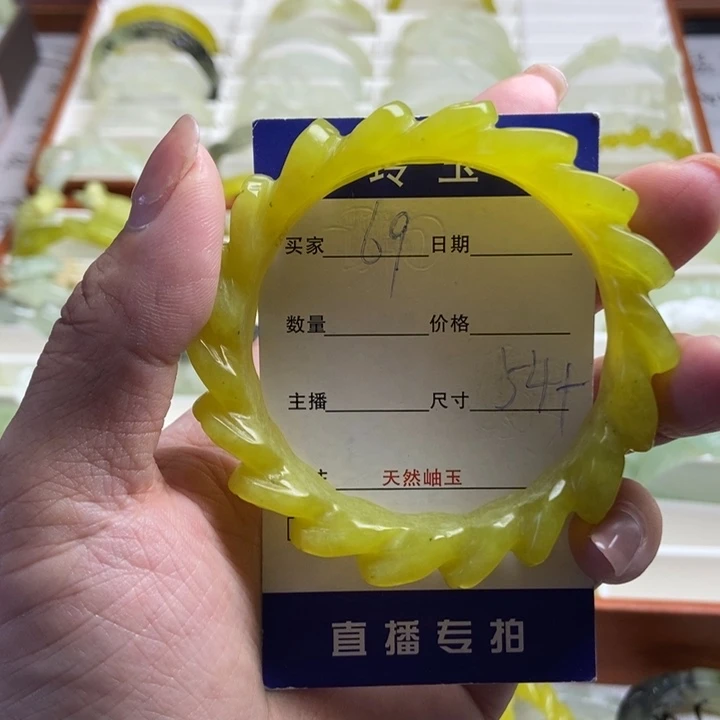 玉
买家 69 日期
数量 价格
主播 尺寸 54+
天然岫玉
直播专拍